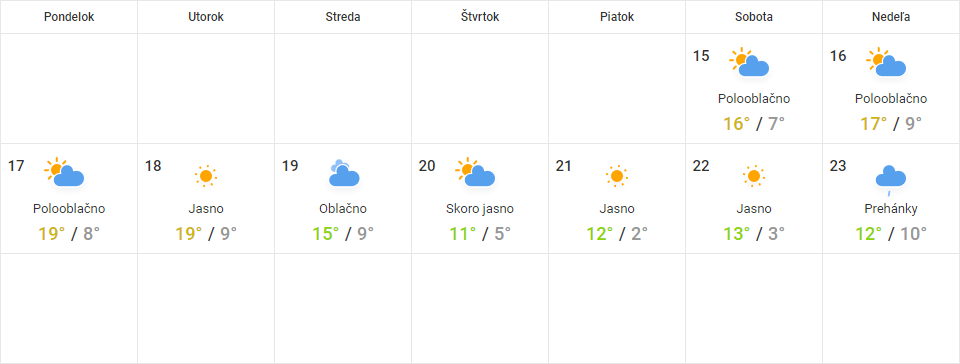 Pondelok Utorok Streda Štvrtok Piatok Sobota Nedeľa
15 16
Polooblačno Polooblačno
16° / 7° 17° / 9°
17 18 19 20 21 22 23
Polooblačno Jasno Oblačno Skoro jasno Jasno Jasno Prehánky
19° / 8° 19° / 9° 15° / 9° 11° / 5° 12° / 2° 13° / 3° 12° / 10°